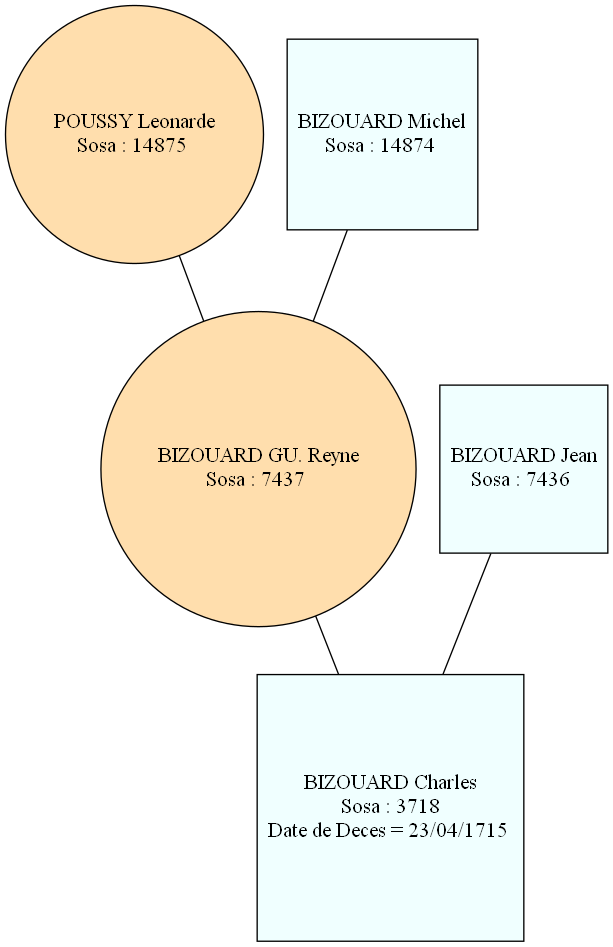 POUSSY Leonarde
Sosa : 14875
BIZOUARD Michel
Sosa : 14874
BIZOUARD GU. Reyne
Sosa : 7437
BIZOUARD Jean
Sosa : 7436
BIZOUARD Charles
Sosa : 3718
Date de Deces = 23/04/1715